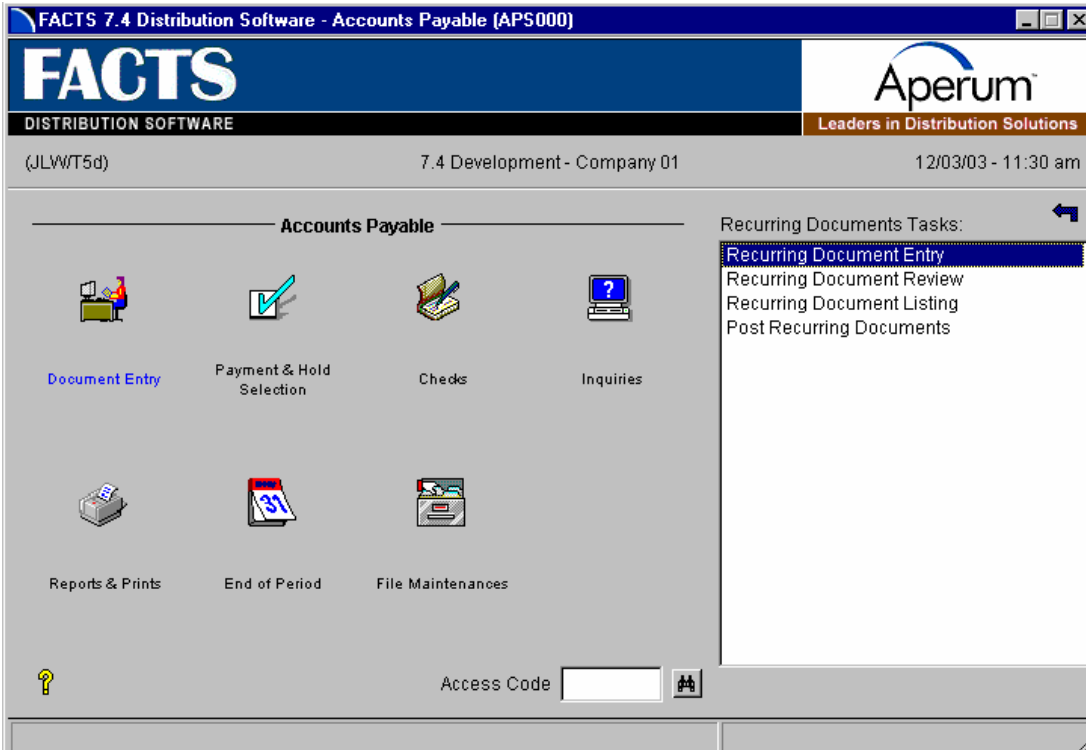 FACTS 7.4 Distribution Software - Accounts Payable (APS000)
FACTS
DISTRIBUTION SOFTWARE
Aperum™
Leaders in Distribution Solutions
(JLW/T5d)
7.4 Development - Company 01
12/03/03 - 11:30 am
Accounts Payable
Document Entry
Payment & Hold
Selection
Checks
?
Inquiries
31
Reports & Prints
End of Period
File Maintenances
Recurring Documents Tasks:
Recurring Document Entry
Recurring Document Review
Recurring Document Listing
Post Recurring Documents
?
Access Code